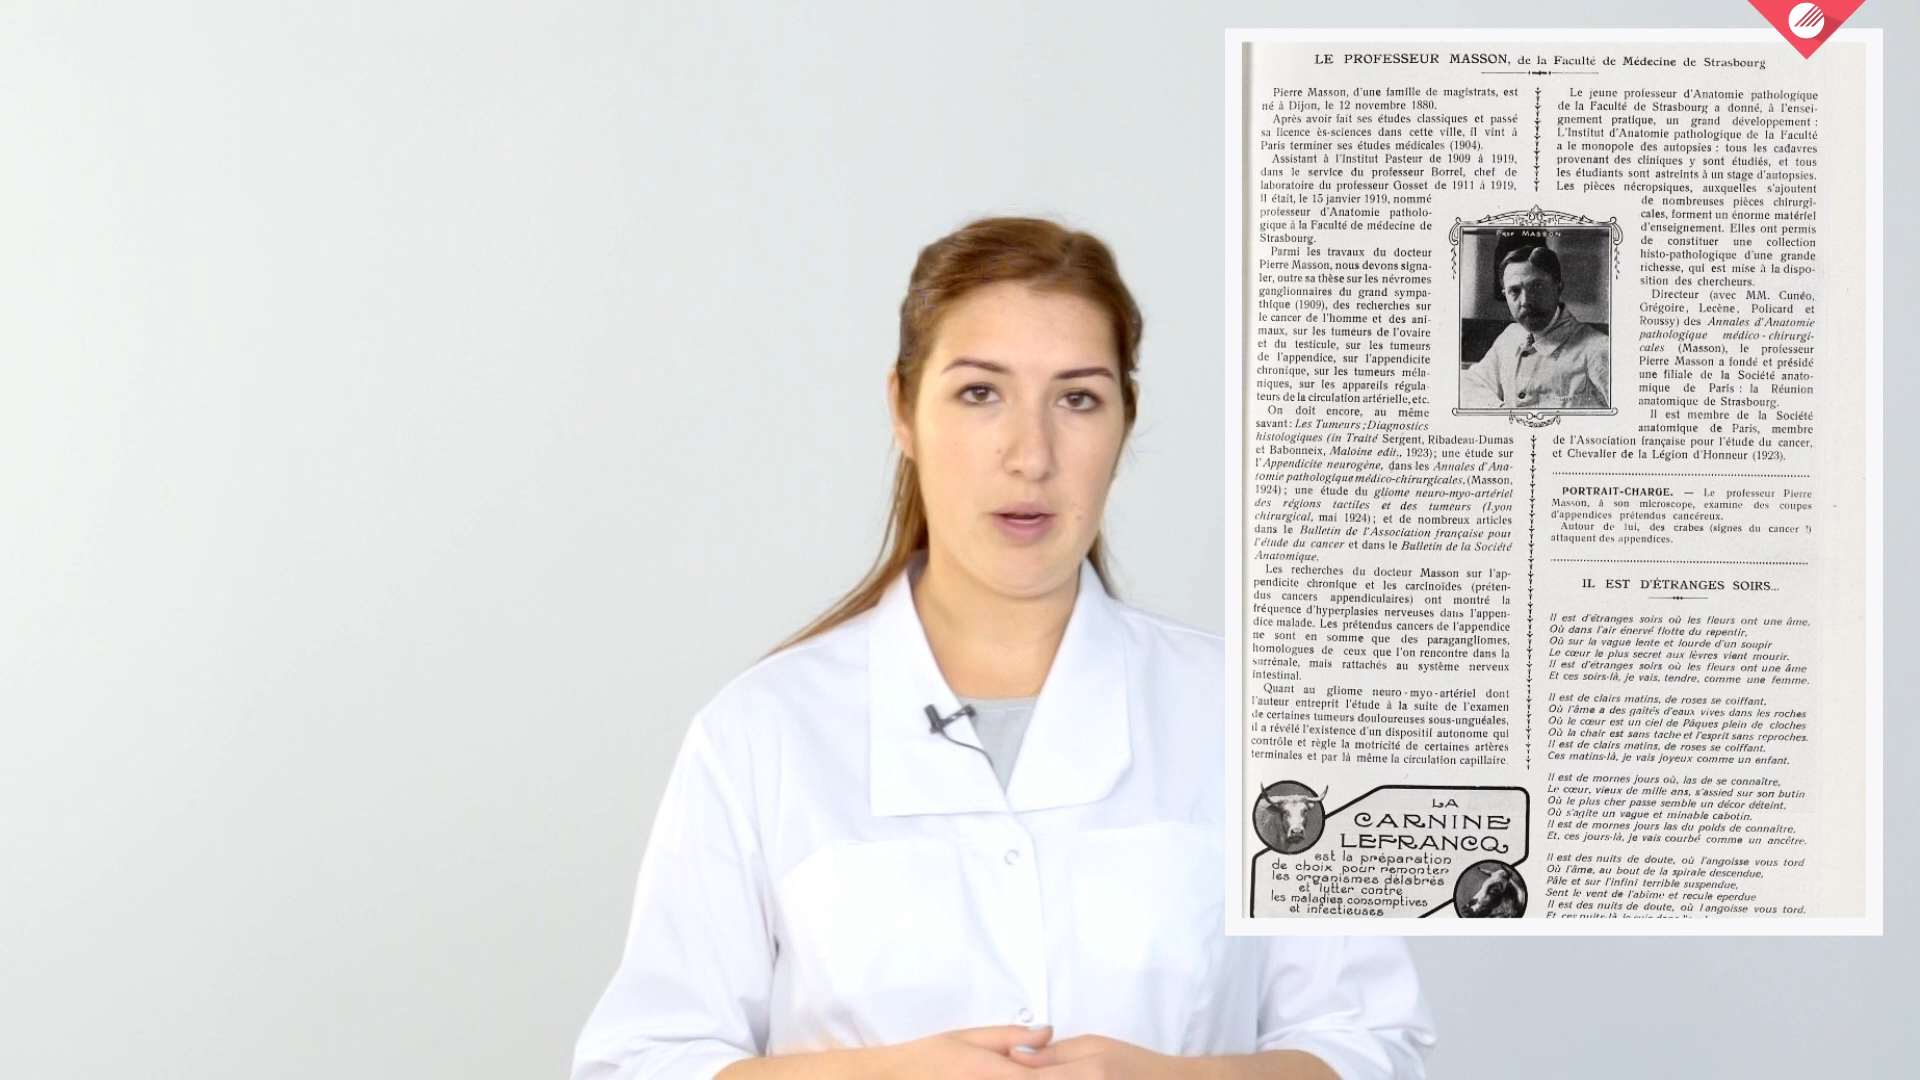 LE PROFESSEUR MASSON, de la Faculté de Médecine de Strasbourg
Pierre Masson, d'une famille de magistrats, est
né à Dijon, le 12 novembre 1880.
Après avoir fait ses études classiques et passé
sa licence ès-sciences dans cette ville, il vint à
Paris terminer ses études médicales (1904).
Assistant à l'Institut Pasteur de 1909 à 1919,
dans le service du professeur Borrel, chef de
laboratoire du professeur Gosset de 1911 à 1919,
il était, le 15 janvier 1919, nommé
professeur d'Anatomie patholo-
gique à la Faculté de médecine de
Strasbourg.
Parmi les travaux du docteur
Pierre Masson, nous devons signa-
ler, outre sa thèse sur les névromes
ganglionnaires du grand sympa-
thique (1909), des recherches sur
le cancer de l'homme et des ani-
maux, sur les tumeurs de l'ovaire
et du testicule, sur les tumeurs
de l'appendice, sur l'appendicite
chronique, sur les tumeurs méla-
niques, sur les appareils régula-
teurs de la circulation artérielle, etc.
On doit encore, au même
savant : Les Tumeurs ; Diagnostics
histologiques (in Traité Sergent, Ribadeau-Dumas
et Babonneix, Maloine edit., 1923) ; une étude sur
l'Appendicite neurogène, dans les Annales d'Ana-
tomie pathologique médico-chirurgicales, (Masson,
1924) ; une étude du gliome neuro-myo-artériel
des régions tactiles et des tumeurs (Lyon
chirurgical, mai 1924) ; et de nombreux articles
dans le Bulletin de l'Association française pour
l'étude du cancer et dans le Bulletin de la Société
Anatomique.
Les recherches du docteur Masson sur l'ap-
pendicite chronique et les carcinoïdes (préten-
dus cancers appendiculaires) ont montré la
fréquence d'hyperplasies nerveuses dans l'appen-
dice malade. Les prétendus cancers de l'appendice
ne sont en somme que des paragangliomes,
homologues de ceux que l'on rencontre dans la
surrénale, mais rattachés au système nerveux
intestinal.
Quant au gliome neuro-myo-artériel dont
l'auteur entreprit l'étude à la suite de l'examen
de certaines tumeurs douloureuses sous-unguéales,
il a révélé l'existence d'un dispositif autonome qui
contrôle et règle la motricité de certaines artères
terminales et par là même la circulation capillaire.
LA
CARNINE
LEFRANCQ
est la préparation
de choix pour remonter
les organismes délabrés
et lutter contre
les maladies consomptives
et infectieuses
PROF MASSON
Le jeune professeur d'Anatomie pathologique
de la Faculté de Strasbourg a donné, à l'ensei-
gnement pratique, un grand développement :
L'Institut d'Anatomie pathologique de la Faculté
a le monopole des autopsies : tous les cadavres
provenant des cliniques y sont étudiés, et tous
les étudiants sont astreints à un stage d'autopsies.
Les pièces nécropsiques, auxquelles s'ajoutent
de nombreuses pièces chirurgi-
cales, forment un énorme matériel
d'enseignement. Elles ont permis
de constituer une collection
histo-pathologique d'une grande
richesse, qui est mise à la dispo-
sition des chercheurs.
Directeur (avec MM. Cunéo,
Grégoire, Lecène, Policard et
Roussy) des Annales d'Anatomie
pathologique médico-chirurgi-
cales (Masson), le professeur
Pierre Masson a fondé et présidé
une filiale de la Société anato-
mique de Paris : la Réunion
anatomique de Strasbourg.
Il est membre de la Société
anatomique de Paris, membre
de l'Association française pour l'étude du cancer,
et Chevalier de la Légion d'Honneur (1923).
PORTRAIT-CHARGE. — Le professeur Pierre
Masson, à son microscope, examine des coupes
d'appendices prétendus cancéreux.
Autour de lui, des crabes (signes du cancer !)
attaquent des appendices.
IL EST D'ÉTRANGES SOIRS...
Il est d'étranges soirs où les fleurs ont une âme,
Où dans l'air énervé flotte du repentir,
Où sur la vague lente et lourde d'un soupir
Le cœur le plus secret aux lèvres vient mourir.
Il est d'étranges soirs où les fleurs ont une âme
Et ces soirs-là, je vais, tendre, comme une femme.
Il est de clairs matins, de roses se coiffant,
Où l'âme a des gaîtés d'eaux vives dans les roches
Où le cœur est un ciel de Pâques plein de cloches
Où la chair est sans tache et l'esprit sans reproches.
Il est de clairs matins, de roses se coiffant.
Ces matins-là, je vais joyeux comme un enfant.
Il est de mornes jours où, las de se connaître,
Le cœur, vieux de mille ans, s'assied sur son butin
Où le plus cher passe semble un décor déteint,
Où s'agite un vague et minable cabotin.
Il est de mornes jours las du poids de connaître,
Et, ces jours-là, je vais courbé comme un ancêtre.
Il est des nuits de doute, où l'angoisse vous tord
Où l'âme, au bout de la spirale descendue,
Pâle et sur l'infini terrible suspendue,
Sent le vent de l'abîme et recule eperdue
Il est des nuits de doute, où l'angoisse vous tord.